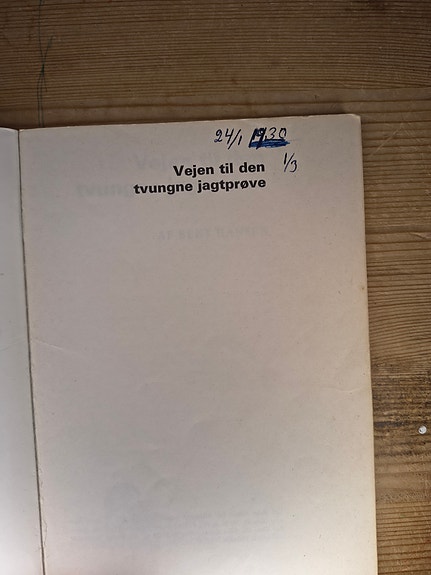 24/1 1930
1/3
Vejen til den
tvungne jagtprøve